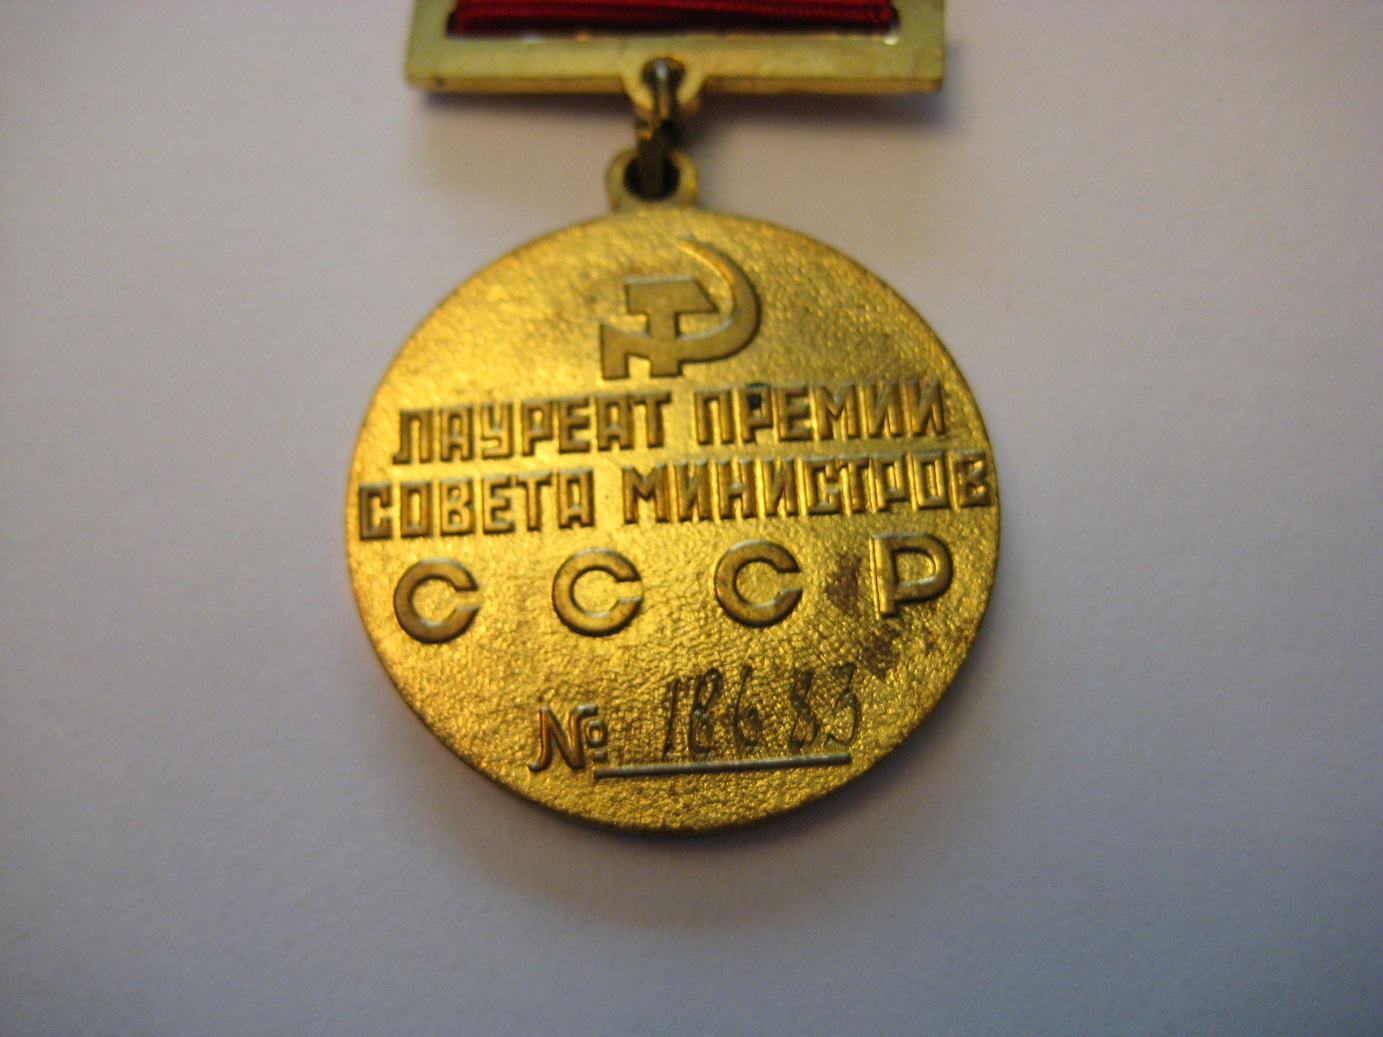 ЛАУРЕАТ ПРЕМИИ
СОВЕТА МИНИСТРОВ
СССР
№ 18683